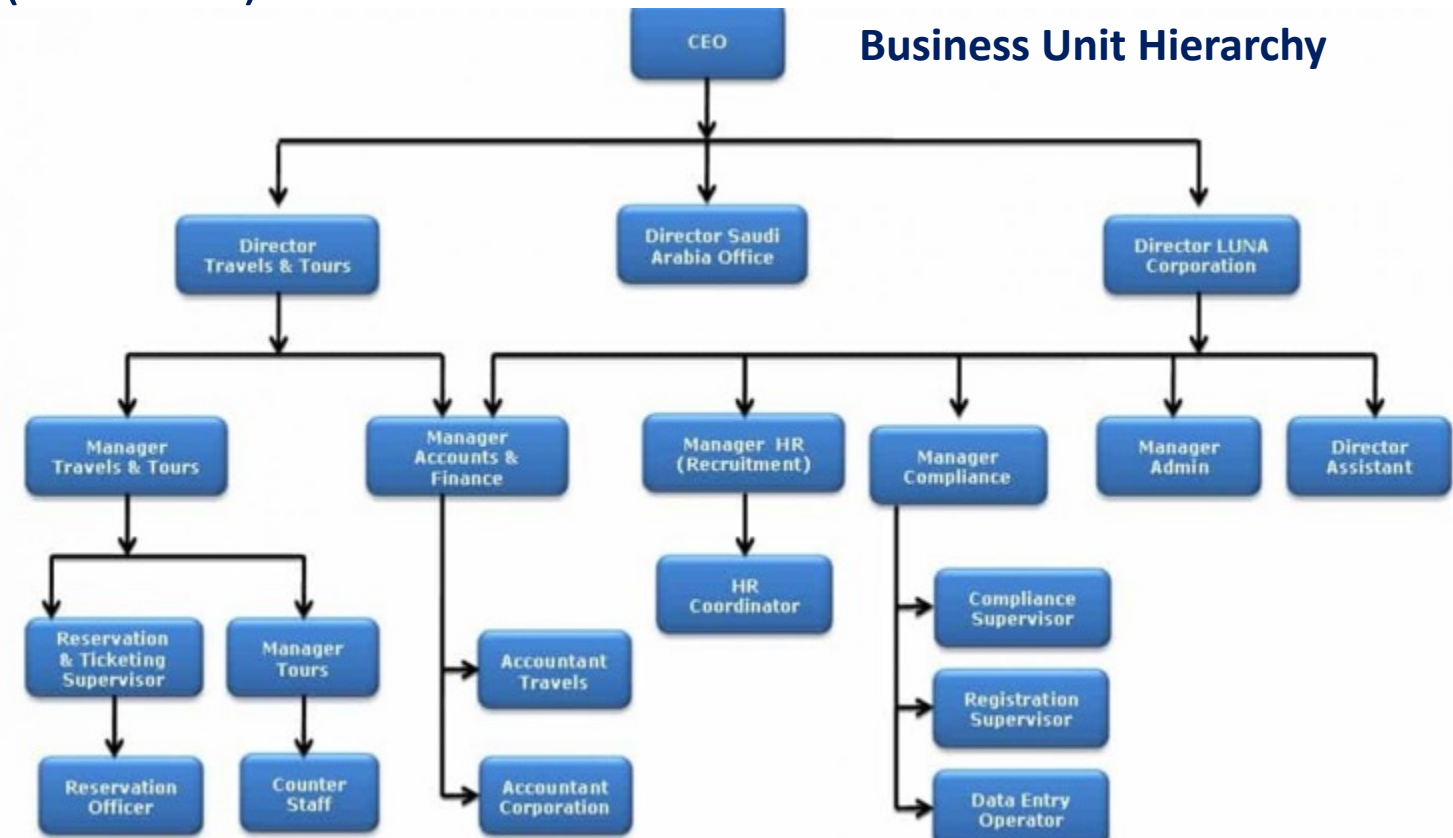 CEO
Business Unit Hierarchy
Director
Travels & Tours
Director Saudi
Arabia Office
Director LUNA
Corporation
Manager
Travels & Tours
Manager
Accounts &
Finance
Manager HR
(Recruitment)
Manager
Compliance
Manager
Admin
Director
Assistant
HR
Coordinator
Compliance
Supervisor
Reservation
& Ticketing
Supervisor
Manager
Tours
Accountant
Travels
Registration
Supervisor
Reservation
Officer
Counter
Staff
Accountant
Corporation
Data Entry
Operator